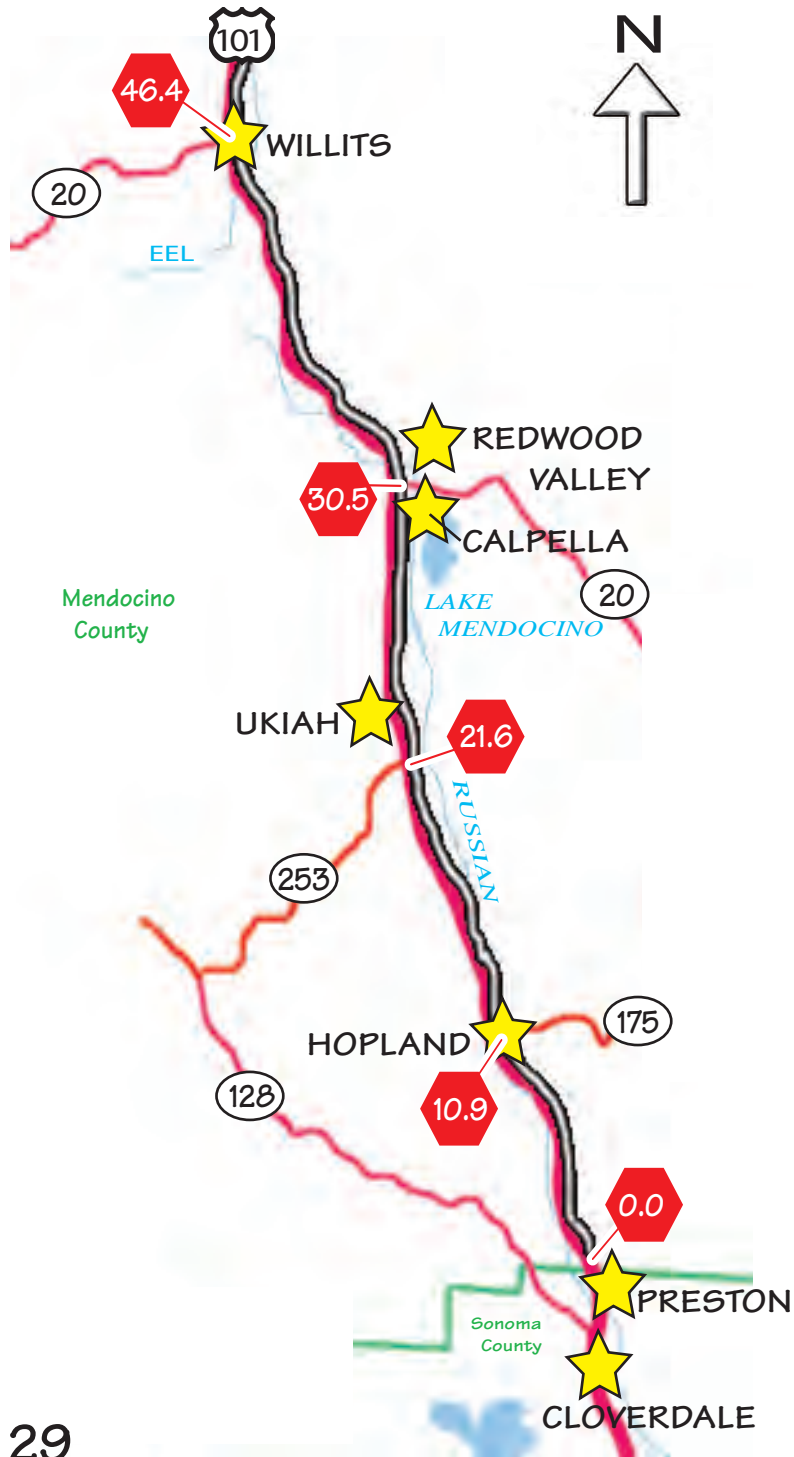 101
N
46.4
WILLITS
20
EEL
REDWOOD
VALLEY
30.5
CALPELLA
20
Mendocino
County
LAKE
MENDOCINO
UKIAH
21.6
RUSSIAN
253
HOPLAND
175
128
10.9
0.0
PRESTON
Sonoma
County
CLOVERDALE
29